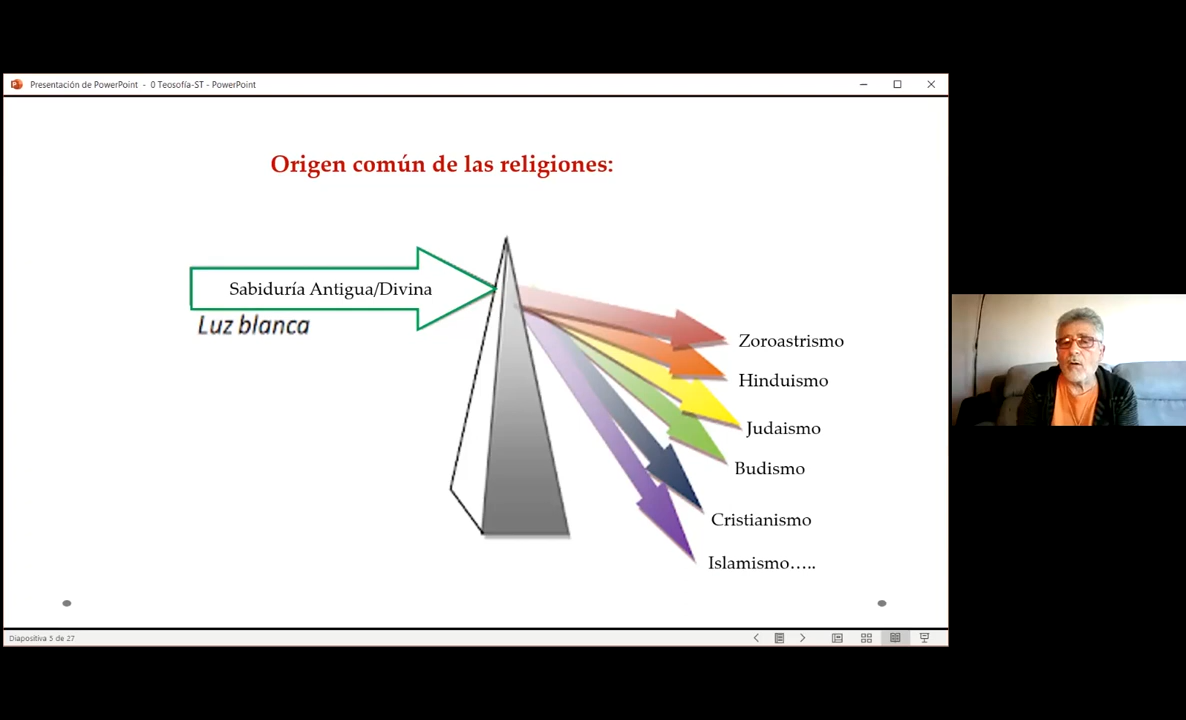 Presentación de PowerPoint - 0 Teosofía-ST - PowerPoint
Origen común de las religiones:
Sabiduría Antigua/Divina
Luz blanca
Zoroastrismo
Hinduismo
Judaismo
Budismo
Cristianismo
Islamismo.....
Diapositiva 5 de 27